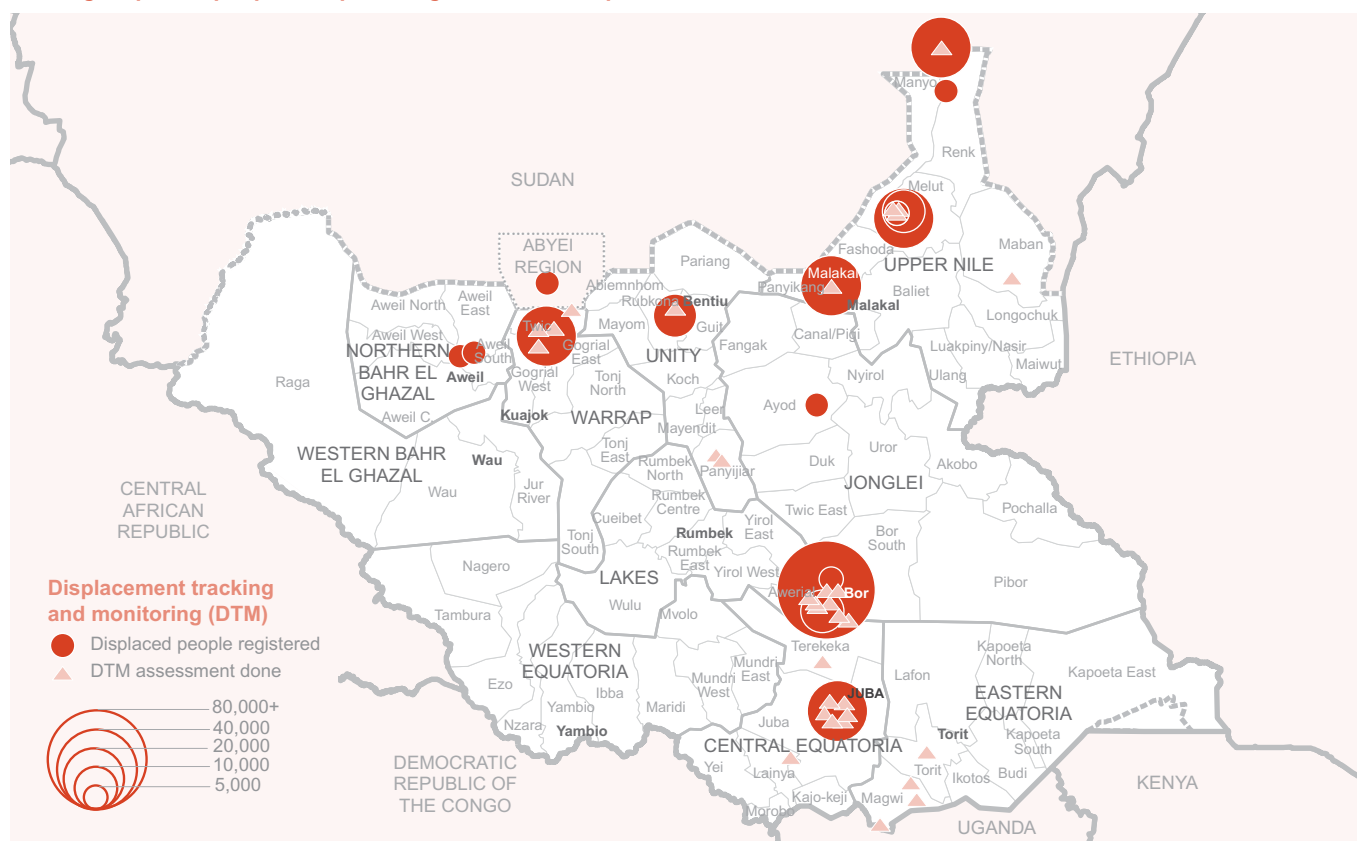 Manyo
Renk
SUDAN
Melut
ABYEI
REGION
Pariang
Fashoda
Maban
UPPER NILE
Malakal
Panyikang
Baliet
Malakal
Abiemnhom
Rubkona
Bentiu
Aweil North
Aweil
East
Mayom
Guit
Longochuk
Twic
Canal/Pigi
Aweil West
Aweil
South
Gogrial
East
Fangak
Luakpiny/Nasir
NORTHERN
BAHR EL
GHAZAL
UNITY
ETHIOPIA
Maiwut
Ulang
Nyirol
Aweil
Gogrial
West
Tonj
North
Koch
Raga
Ayod
Leer
Aweil C.
Kuajok
WARRAP
Mayendit
Uror
Tonj
East
WESTERN BAHR
EL GHAZAL
Wau
Rumbek
North
Panyijiar
Duk
Akobo
JONGLEI
CENTRAL
AFRICAN
REPUBLIC
Wau
Jur
River
Rumbek
Centre
Cueibet
Twic East
Pochalla
Rumbek
Yirol
East
Tonj
South
Bor
South
Rumbek
East
Yirol West
Nagero
LAKES
Pibor
Awerial
Bor
Wulu
Mvolo
Tambura
Displacement tracking
and monitoring (DTM)
Displaced people registered
DTM assessment done
80,000+
40,000
20,000
10,000
5,000
Terekeka
Kapoeta
North
WESTERN
EQUATORIA
Mundri
East
Lafon
Kapoeta East
Mundri
West
Ezo
Ibba
JUBA
EASTERN
EQUATORIA
Yambio
Maridi
Nzara
Yambio
Juba
Torit
Kapoeta
South
CENTRAL EQUATORIA
DEMOCRATIC
REPUBLIC OF
THE CONGO
Yei
Lainya
Torit
Ikotos
Budi
KENYA
Kajo-keji
Magwi
Morobo
UGANDA